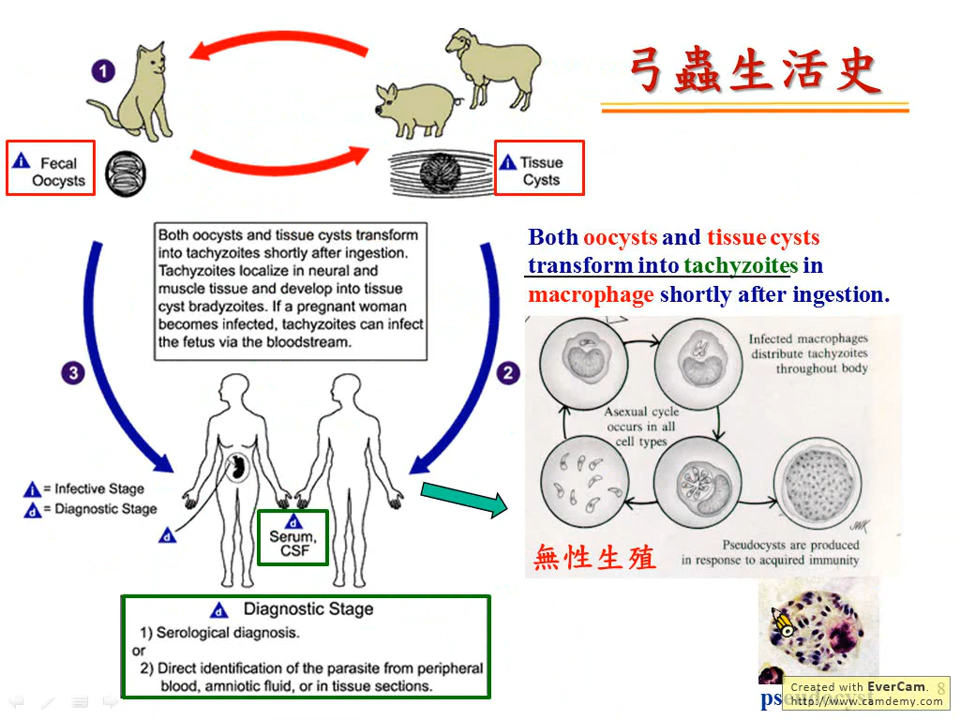 弓蟲生活史
1
i Fecal
Oocysts
i Tissue
Cysts
Both oocysts and tissue cysts transform
into tachyzoites shortly after ingestion.
Tachyzoites localize in neural and
muscle tissue and develop into tissue
cyst bradyzoites. If a pregnant woman
becomes infected, tachyzoites can infect
the fetus via the bloodstream.
3
2
i = Infective Stage
d = Diagnostic Stage
d
d
Serum,
CSF
d Diagnostic Stage
1) Serological diagnosis.
or
2) Direct identification of the parasite from peripheral
blood, amniotic fluid, or in tissue sections.
Both oocysts and tissue cysts
transform into tachyzoites in
macrophage shortly after ingestion.
Infected macrophages
distribute tachyzoites
throughout body
Asexual cycle
occurs in all
cell types
無性生殖
Pseudocysts are produced
in response to acquired immunity
pseudocyst
8
Created with EverCam.
http://www.camdemy.com